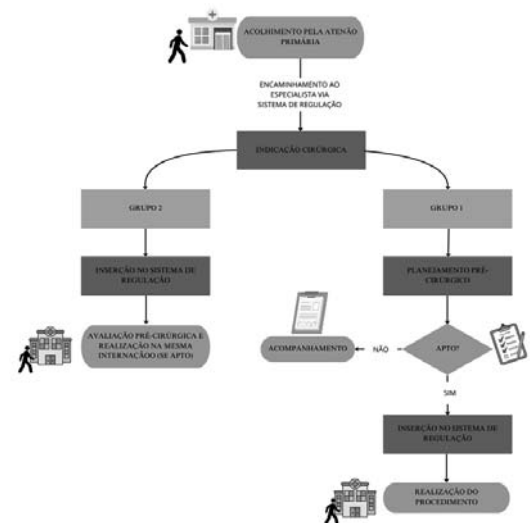 ACOLHIMENTO PELA ATENÃO
PRIMÁRIA
ENCAMINHAMENTO AO
ESPECIALISTA VIA
SISTEMA DE REGULAÇÃO
INDICAÇÃO CIRÚRGICA
GRUPO 2
GRUPO 1
INSERÇÃO NO SISTEMA DE
REGULAÇÃO
PLANEJAMENTO PRÉ-
CIRÚRGICO
AVALIAÇÃO PRÉ-CIRÚRGICA E
REALIZAÇÃO NA MESMA
INTERNAÇÃOO (SE APTO)
ACOMPANHAMENTO
NÃO
APTO?
SIM
INSERÇÃO NO SISTEMA DE
REGULAÇÃO
REALIZAÇÃO DO
PROCEDIMENTO